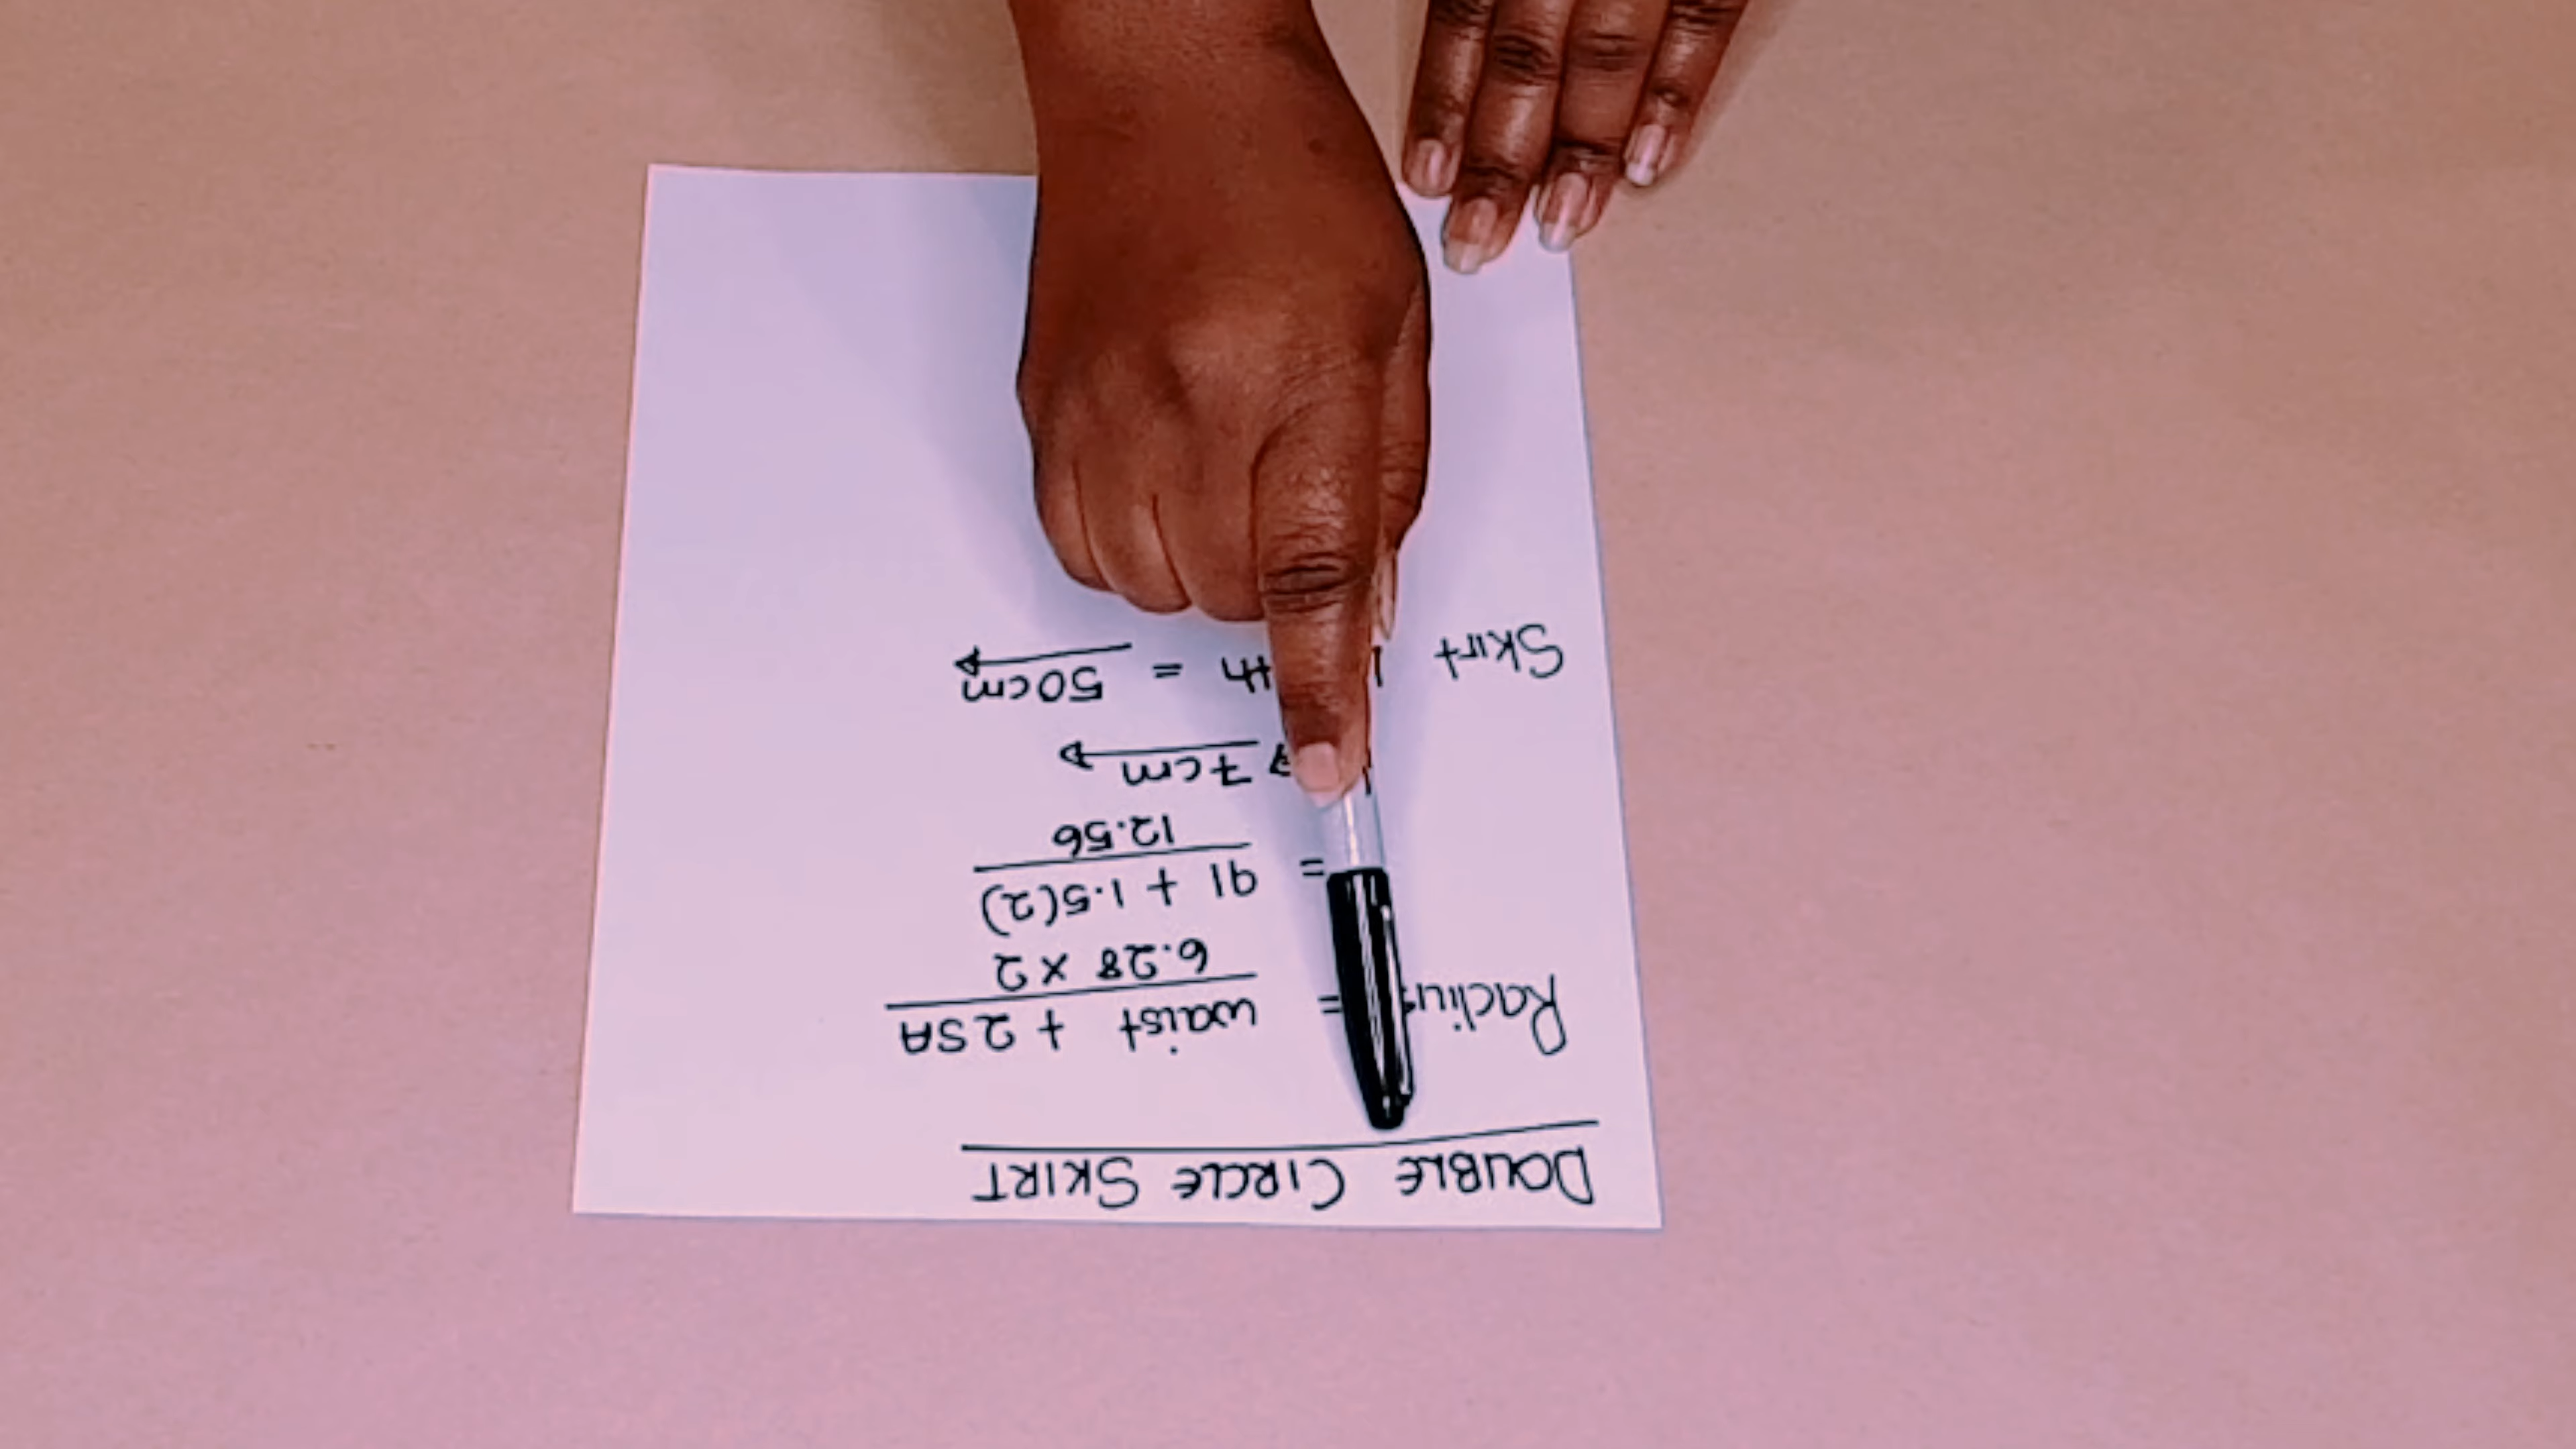 DOUBLE CIRCLE SKIRT
Radius = waist + 2SA
6.28 × 2
= 91 + 1.5(2)
12.56
7cm
Skirt = 50cm